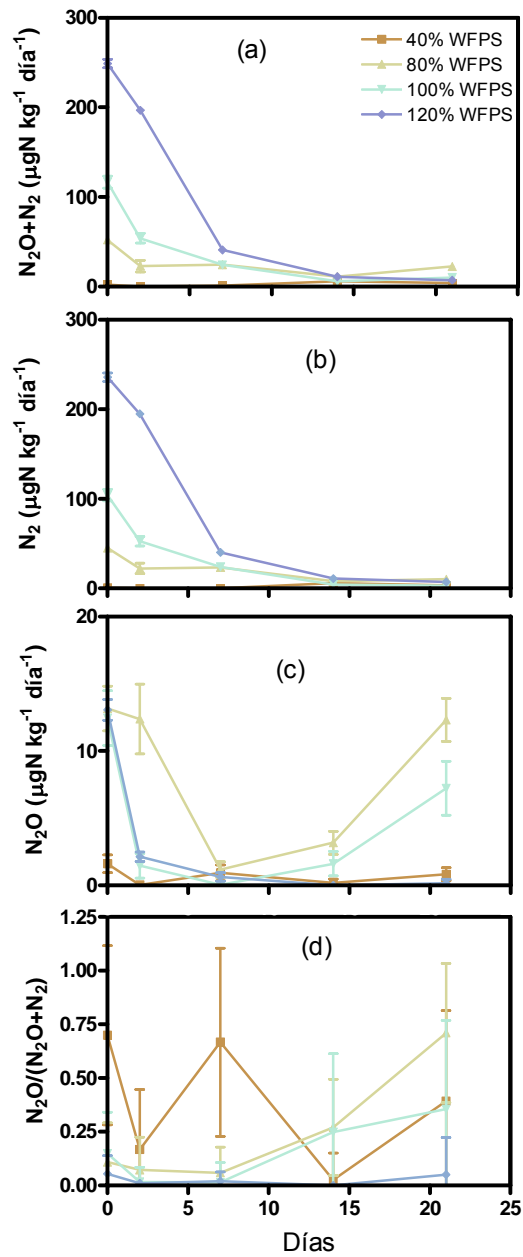 300
200
100
0
N₂O+N₂ (µgN kg⁻¹ día⁻¹)
(a)
40% WFPS
80% WFPS
100% WFPS
120% WFPS
300
200
100
0
N₂ (µgN kg⁻¹ día⁻¹)
(b)
20
10
0
N₂O (µgN kg⁻¹ día⁻¹)
(c)
1.25
1.00
0.75
0.50
0.25
0.00
N₂O/(N₂O+N₂)
(d)
0 5 10 15 20 25
Días